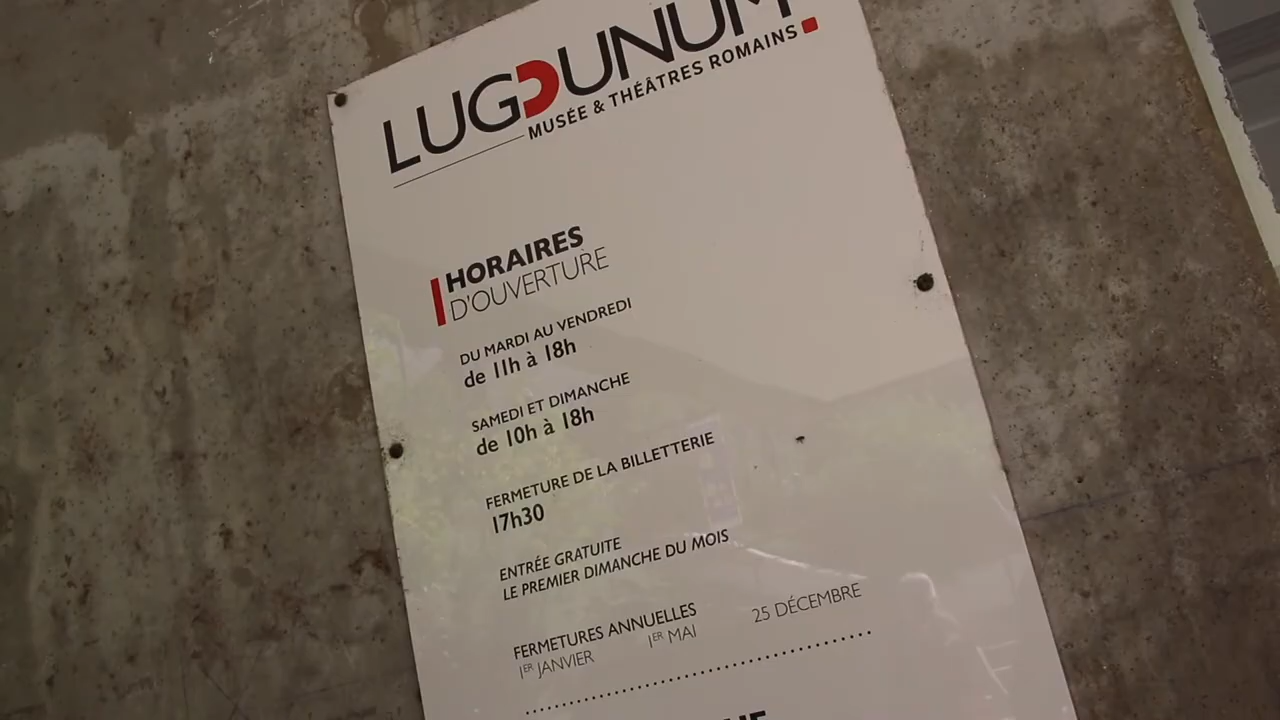 LUGDUNUM
MUSÉE & THÉÂTRES ROMAINS
HORAIRES
D'OUVERTURE
DU MARDI AU VENDREDI
de 11h à 18h
SAMEDI ET DIMANCHE
de 10h à 18h
FERMETURE DE LA BILLETTERIE
17h30
ENTRÉE GRATUITE
LE PREMIER DIMANCHE DU MOIS
FERMETURES ANNUELLES
1ER JANVIER 1ER MAI 25 DÉCEMBRE